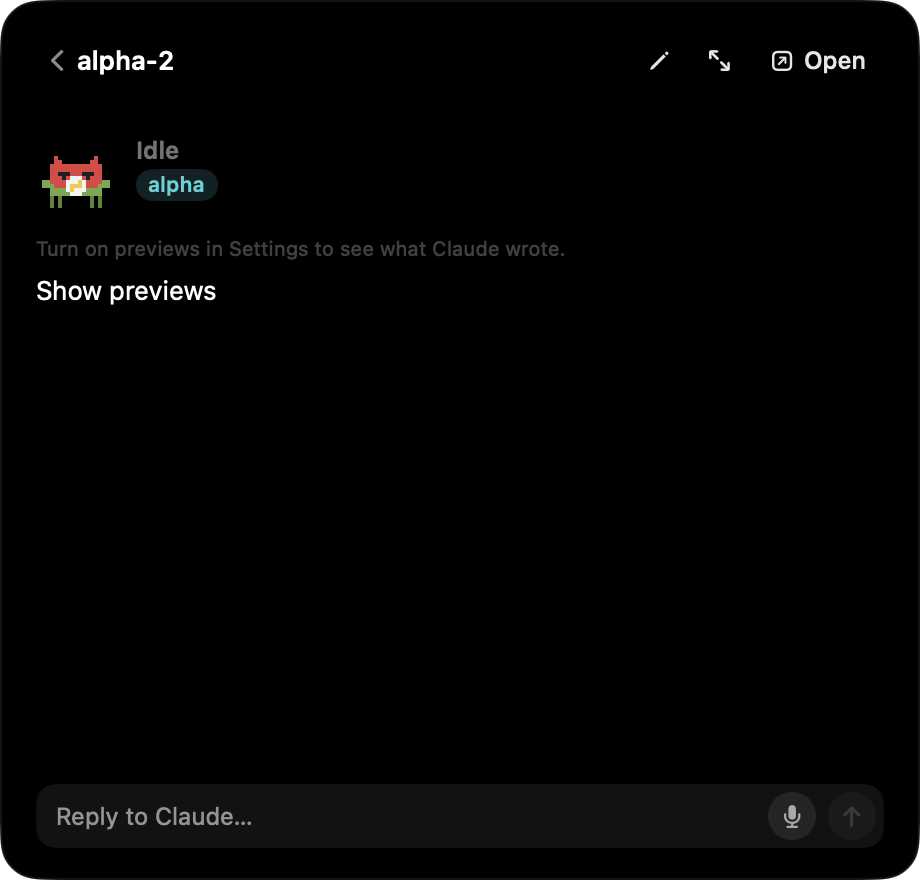 alpha-2
Open
Idle
alpha
Turn on previews in Settings to see what Claude wrote.
Show previews
Reply to Claude...